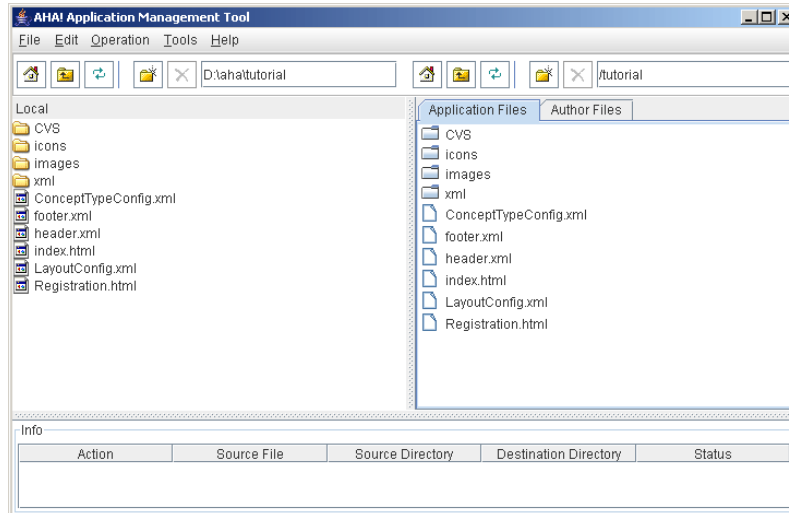 AHA! Application Management Tool
File Edit Operation Tools Help
D:\aha\tutorial
/tutorial
Local
CVS
icons
images
xml
ConceptTypeConfig.xml
footer.xml
header.xml
index.html
LayoutConfig.xml
Registration.html
Application Files
Author Files
CVS
icons
images
xml
ConceptTypeConfig.xml
footer.xml
header.xml
index.html
LayoutConfig.xml
Registration.html
Info
Action Source File Source Directory Destination Directory Status